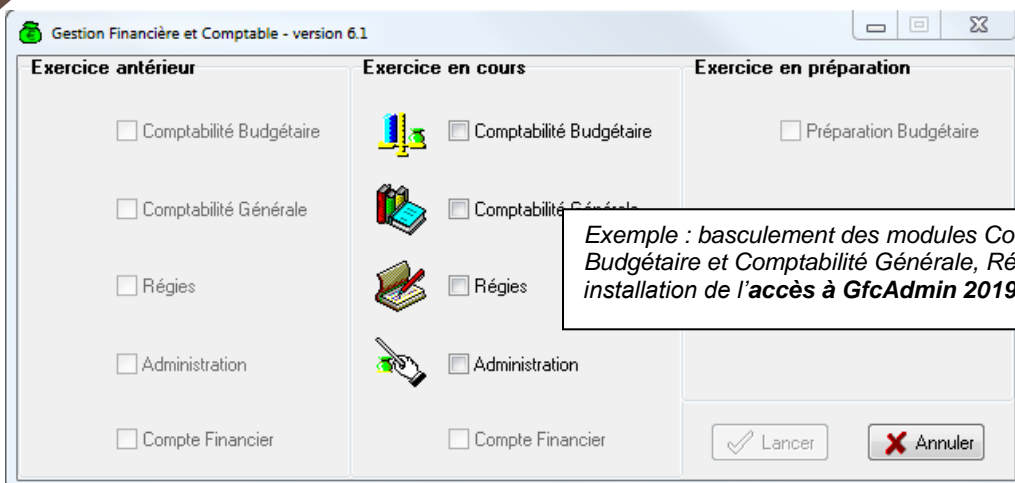 Gestion Financière et Comptable - version 6.1
Exercice antérieur
Exercice en cours
Exercice en préparation
Comptabilité Budgétaire
Comptabilité Budgétaire
Préparation Budgétaire
Comptabilité Générale
Comptabilité Générale
Exemple : basculement des modules Co
Budgétaire et Comptabilité Générale, Ré
installation de l'accès à GfcAdmin 2019
Régies
Régies
Administration
Administration
Compte Financier
Compte Financier
Lancer
Annuler